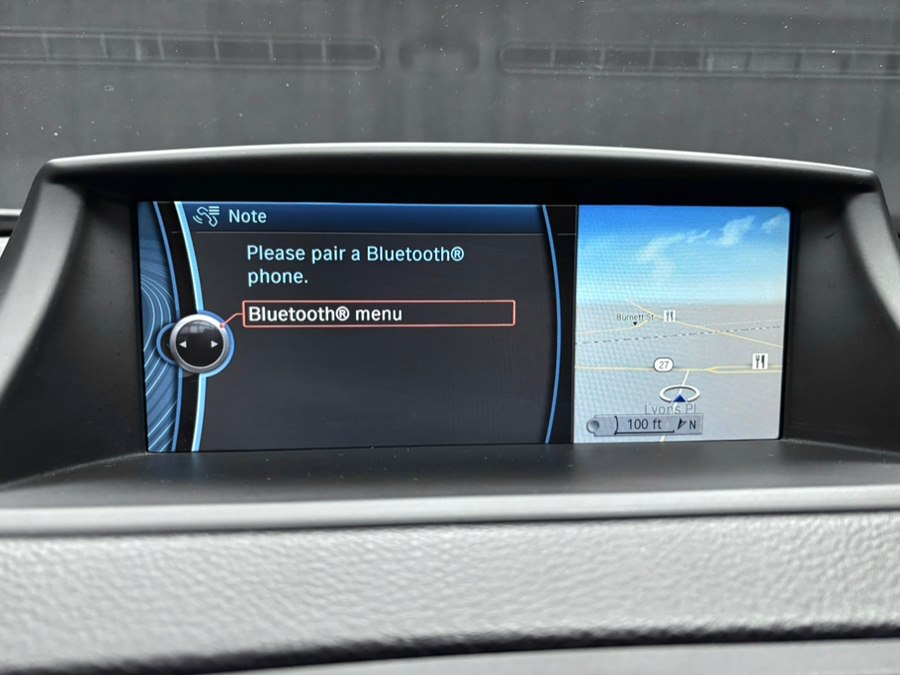 Note
Please pair a Bluetooth®
phone.
Bluetooth® menu
Burnett St
27
Lyons Pl
100 ft
N